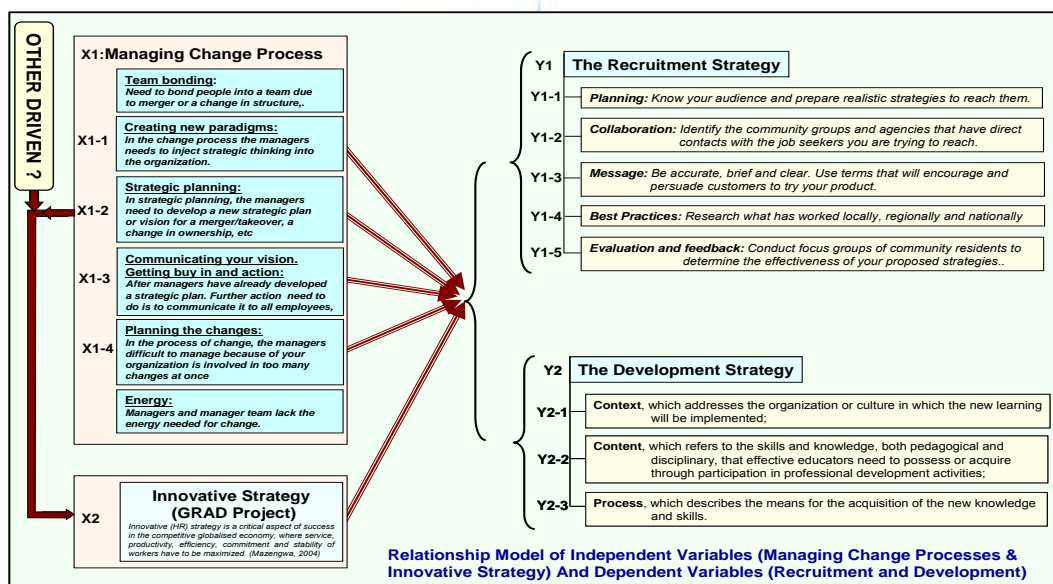 OTHER DRIVEN ?
X1:Managing Change Process
Team bonding:
Need to bond people into a team due
to merger or a change in structure,.
X1-1
Creating new paradigms:
In the change process the managers
needs to inject strategic thinking into
the organization.
X1-2
Strategic planning:
In strategic planning, the managers
need to develop a new strategic plan
or vision for a merger/takeover, a
change in ownership, etc
X1-3
Communicating your vision.
Getting buy in and action:
After managers have already developed
a strategic plan. Further action need to
do is to communicate it to all employees,
X1-4
Planning the changes:
In the process of change, the managers
difficult to manage because of your
organization is involved in too many
changes at once
Energy:
Managers and manager team lack the
energy needed for change.
X2
Innovative Strategy
(GRAD Project)
Innovative (HR) strategy is a critical aspect of success
in the competitive globalised economy, where service,
productivity, efficiency, commitment and stability of
workers have to be maximized. (Mazengwa, 2004)
Y1 The Recruitment Strategy
Y1-1 Planning: Know your audience and prepare realistic strategies to reach them.
Y1-2 Collaboration: Identify the community groups and agencies that have direct
contacts with the job seekers you are trying to reach.
Y1-3 Message: Be accurate, brief and clear. Use terms that will encourage and
persuade customers to try your product.
Y1-4 Best Practices: Research what has worked locally, regionally and nationally
Y1-5 Evaluation and feedback: Conduct focus groups of community residents to
determine the effectiveness of your proposed strategies..
Y2 The Development Strategy
Y2-1 Context, which addresses the organization or culture in which the new learning
will be implemented;
Y2-2 Content, which refers to the skills and knowledge, both pedagogical and
disciplinary, that effective educators need to possess or acquire
through participation in professional development activities;
Y2-3 Process, which describes the means for the acquisition of the new knowledge
and skills.
Relationship Model of Independent Variables (Managing Change Processes &
Innovative Strategy) And Dependent Variables (Recruitment and Development)